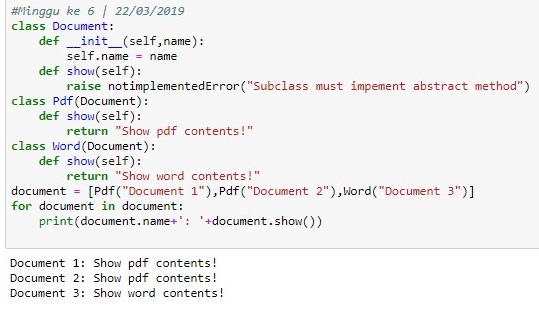 #Minggu ke 6 | 22/03/2019
class Document:
    def __init__(self,name):
        self.name = name
    def show(self):
        raise notimplementedError("Subclass must impement abstract method")
class Pdf(Document):
    def show(self):
        return "Show pdf contents!"
class Word(Document):
    def show(self):
        return "Show word contents!"
document = [Pdf("Document 1"),Pdf("Document 2"),Word("Document 3")]
for document in document:
    print(document.name+': '+document.show())
Document 1: Show pdf contents!
Document 2: Show pdf contents!
Document 3: Show word contents!